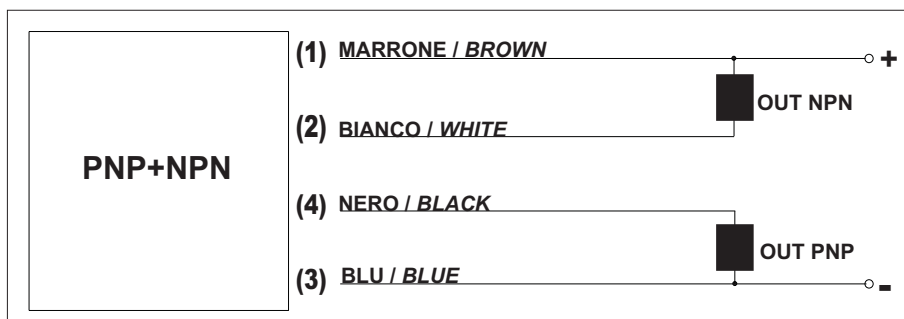 (1) MARRONE / BROWN
+
OUT NPN
(2) BIANCO / WHITE
PNP+NPN
(4) NERO / BLACK
OUT PNP
(3) BLU / BLUE
-